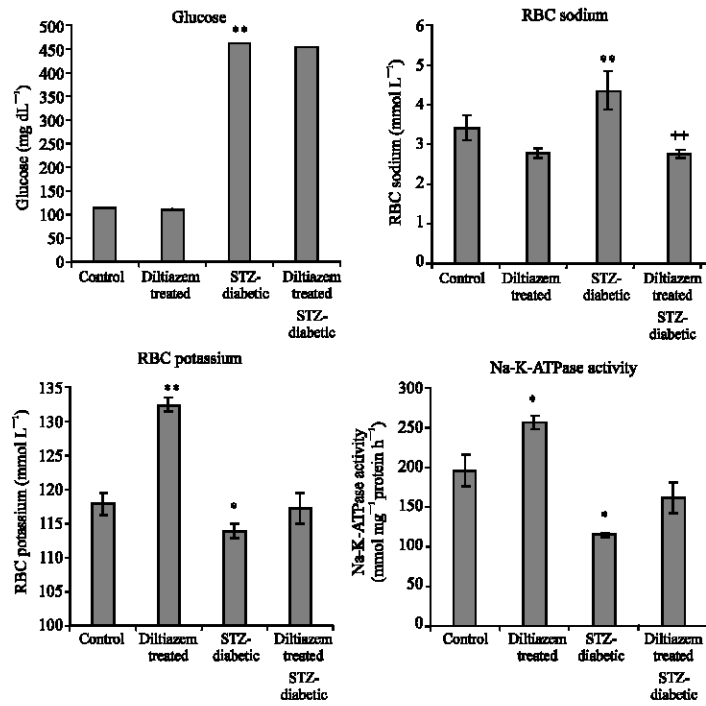 Glucose
Glucose (mg dL⁻¹)
500
450
400
350
300
250
200
150
100
50
0
**
Control
Diltiazem
treated
STZ-
diabetic
Diltiazem
treated
STZ-
diabetic
RBC sodium
RBC sodium (mmol L⁻¹)
6
5
4
3
2
1
0
**
++
Control
Diltiazem
treated
STZ-
diabetic
Diltiazem
treated
STZ-
diabetic
RBC potassium
RBC potassium (mmol L⁻¹)
135
130
125
120
115
110
105
100
**
*
Control
Diltiazem
treated
STZ-
diabetic
Diltiazem
treated
STZ-
diabetic
Na-K-ATPase activity
Na-K-ATPase activity
(mmol mg⁻¹ protein h⁻¹)
300
250
200
150
100
50
0
*
*
Control
Diltiazem
treated
STZ-
diabetic
Diltiazem
treated
STZ-
diabetic